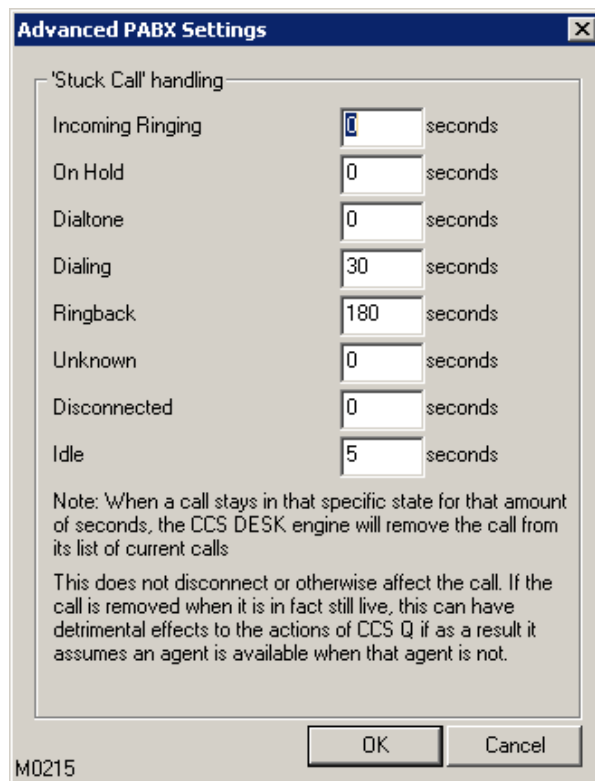 Advanced PABX Settings
'Stuck Call' handling
Incoming Ringing 0 seconds
On Hold 0 seconds
Dialtone 0 seconds
Dialing 30 seconds
Ringback 180 seconds
Unknown 0 seconds
Disconnected 0 seconds
Idle 5 seconds
Note: When a call stays in that specific state for that amount
of seconds, the CCS DESK engine will remove the call from
its list of current calls
This does not disconnect or otherwise affect the call. If the
call is removed when it is in fact still live, this can have
detrimental effects to the actions of CCS Q if as a result it
assumes an agent is available when that agent is not.
OK Cancel
M0215